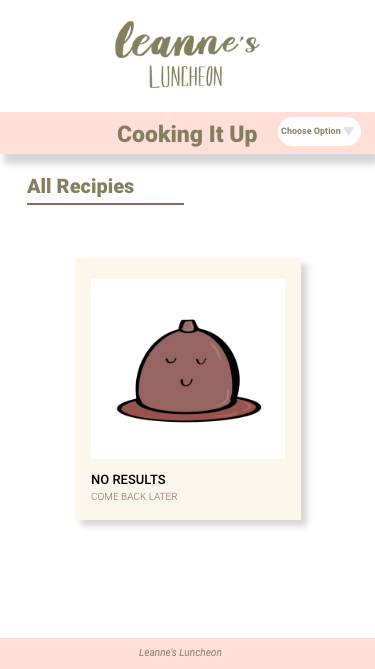 leanne's
LUNCHEON
Cooking It Up
Choose Option
All Recipies
NO RESULTS
COME BACK LATER
Leanne's Luncheon